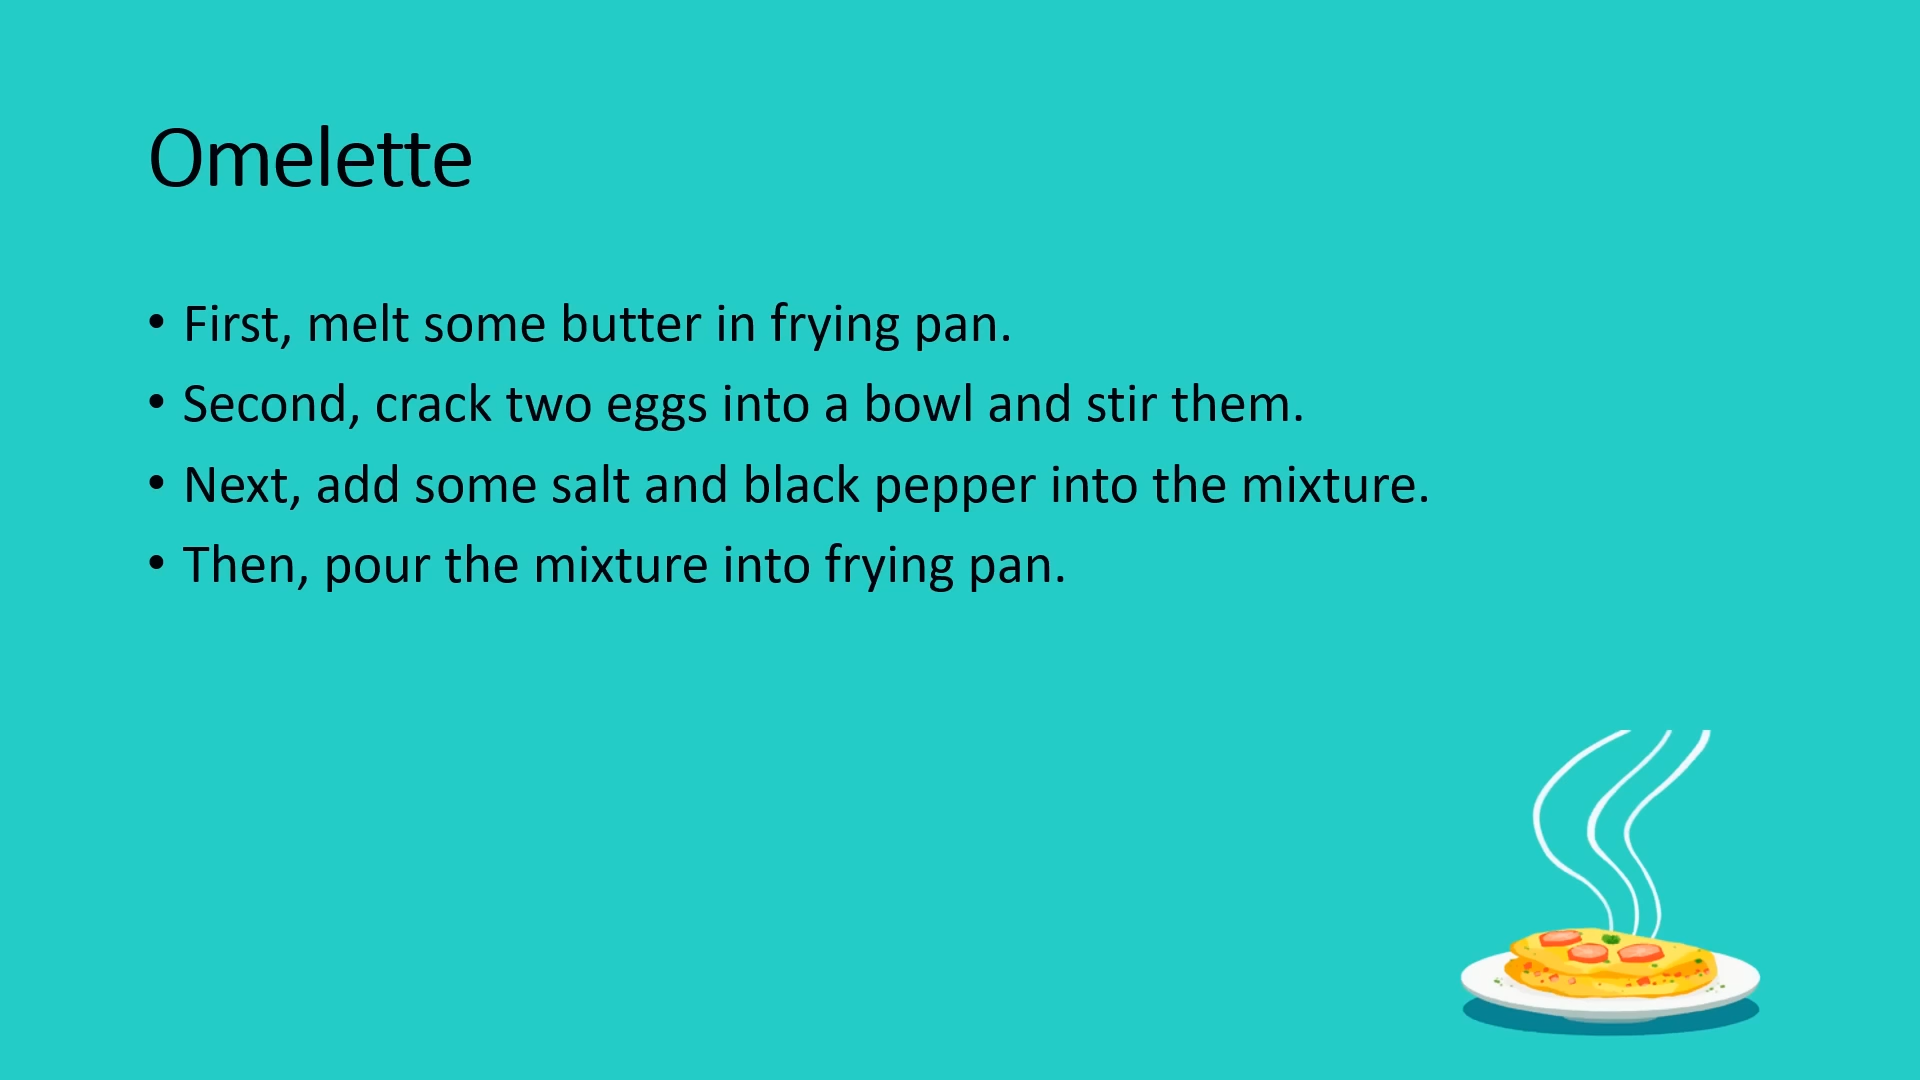 Omelette
• First, melt some butter in frying pan.
• Second, crack two eggs into a bowl and stir them.
• Next, add some salt and black pepper into the mixture.
• Then, pour the mixture into frying pan.